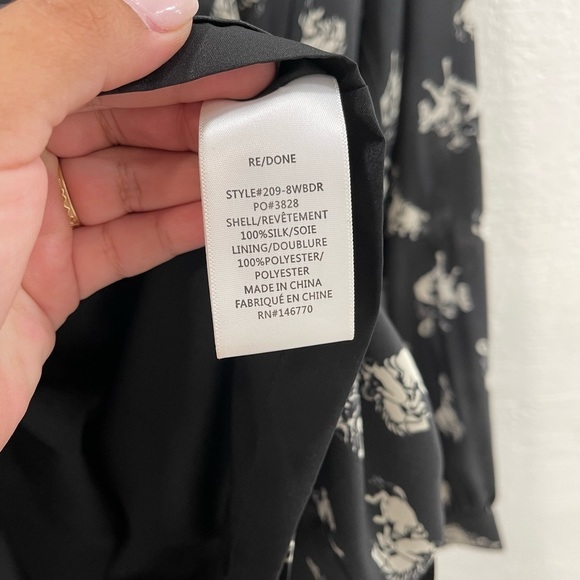 RE/DONE
STYLE#209-8WBDR
PO#3828
SHELL/REVÊTEMENT
100%SILK/SOIE
LINING/DOUBLURE
100%POLYESTER/
POLYESTER
MADE IN CHINA
FABRIQUÉ EN CHINE
RN#146770